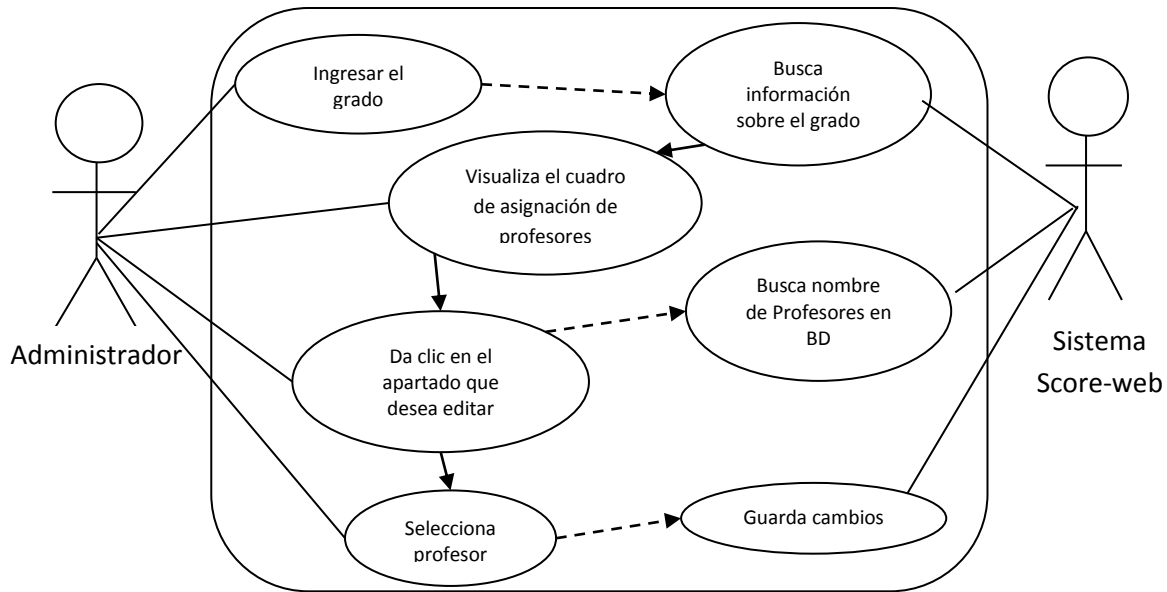 Ingresar el
grado
Busca
información
sobre el grado
Visualiza el cuadro
de asignación de
profesores
Busca nombre
de Profesores en
BD
Administrador
Da clic en el
apartado que
desea editar
Sistema
Score-web
Selecciona
profesor
Guarda cambios